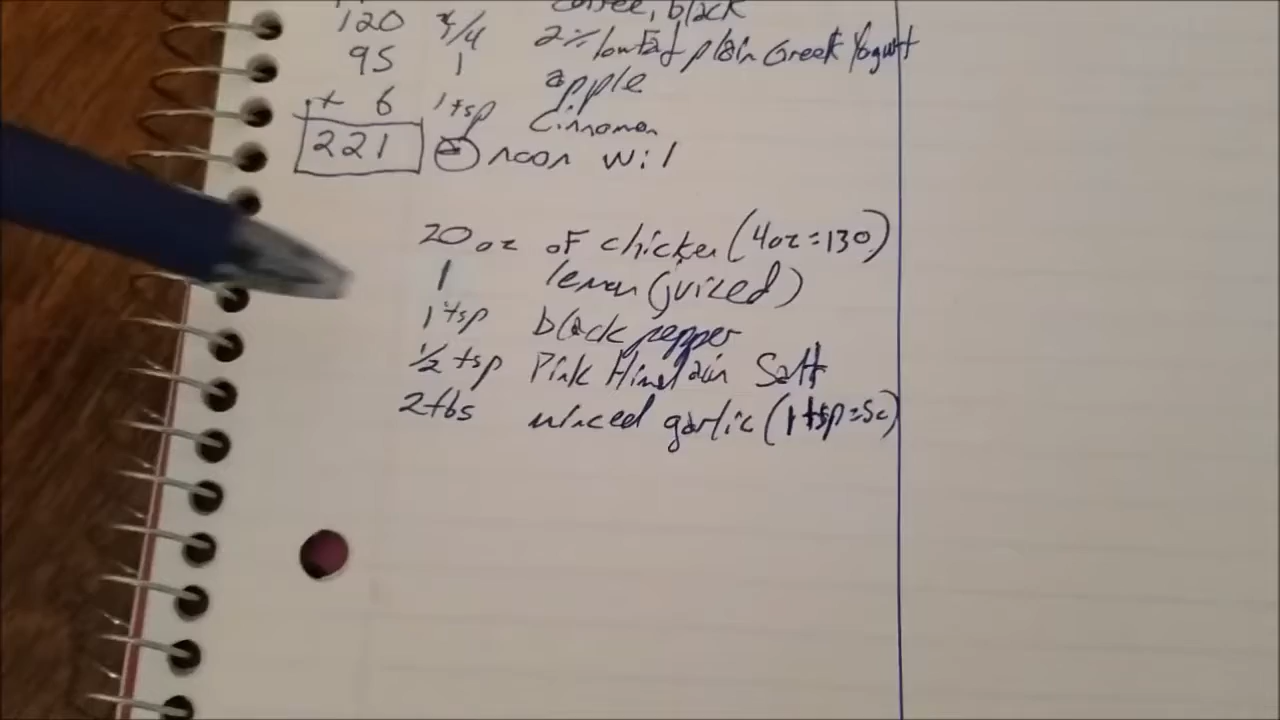 coffee, black
120 3/4 2% lowfat plain Greek Yogurt
95 1 apple
+ 6 1 tsp Cinnamon
221 noon w:l
20 oz of chicken (4oz=130)
1 lemon (juiced)
1 tsp black pepper
1/2 tsp Pink Himalain Salt
2 tbs minced garlic (1 tsp=5c)